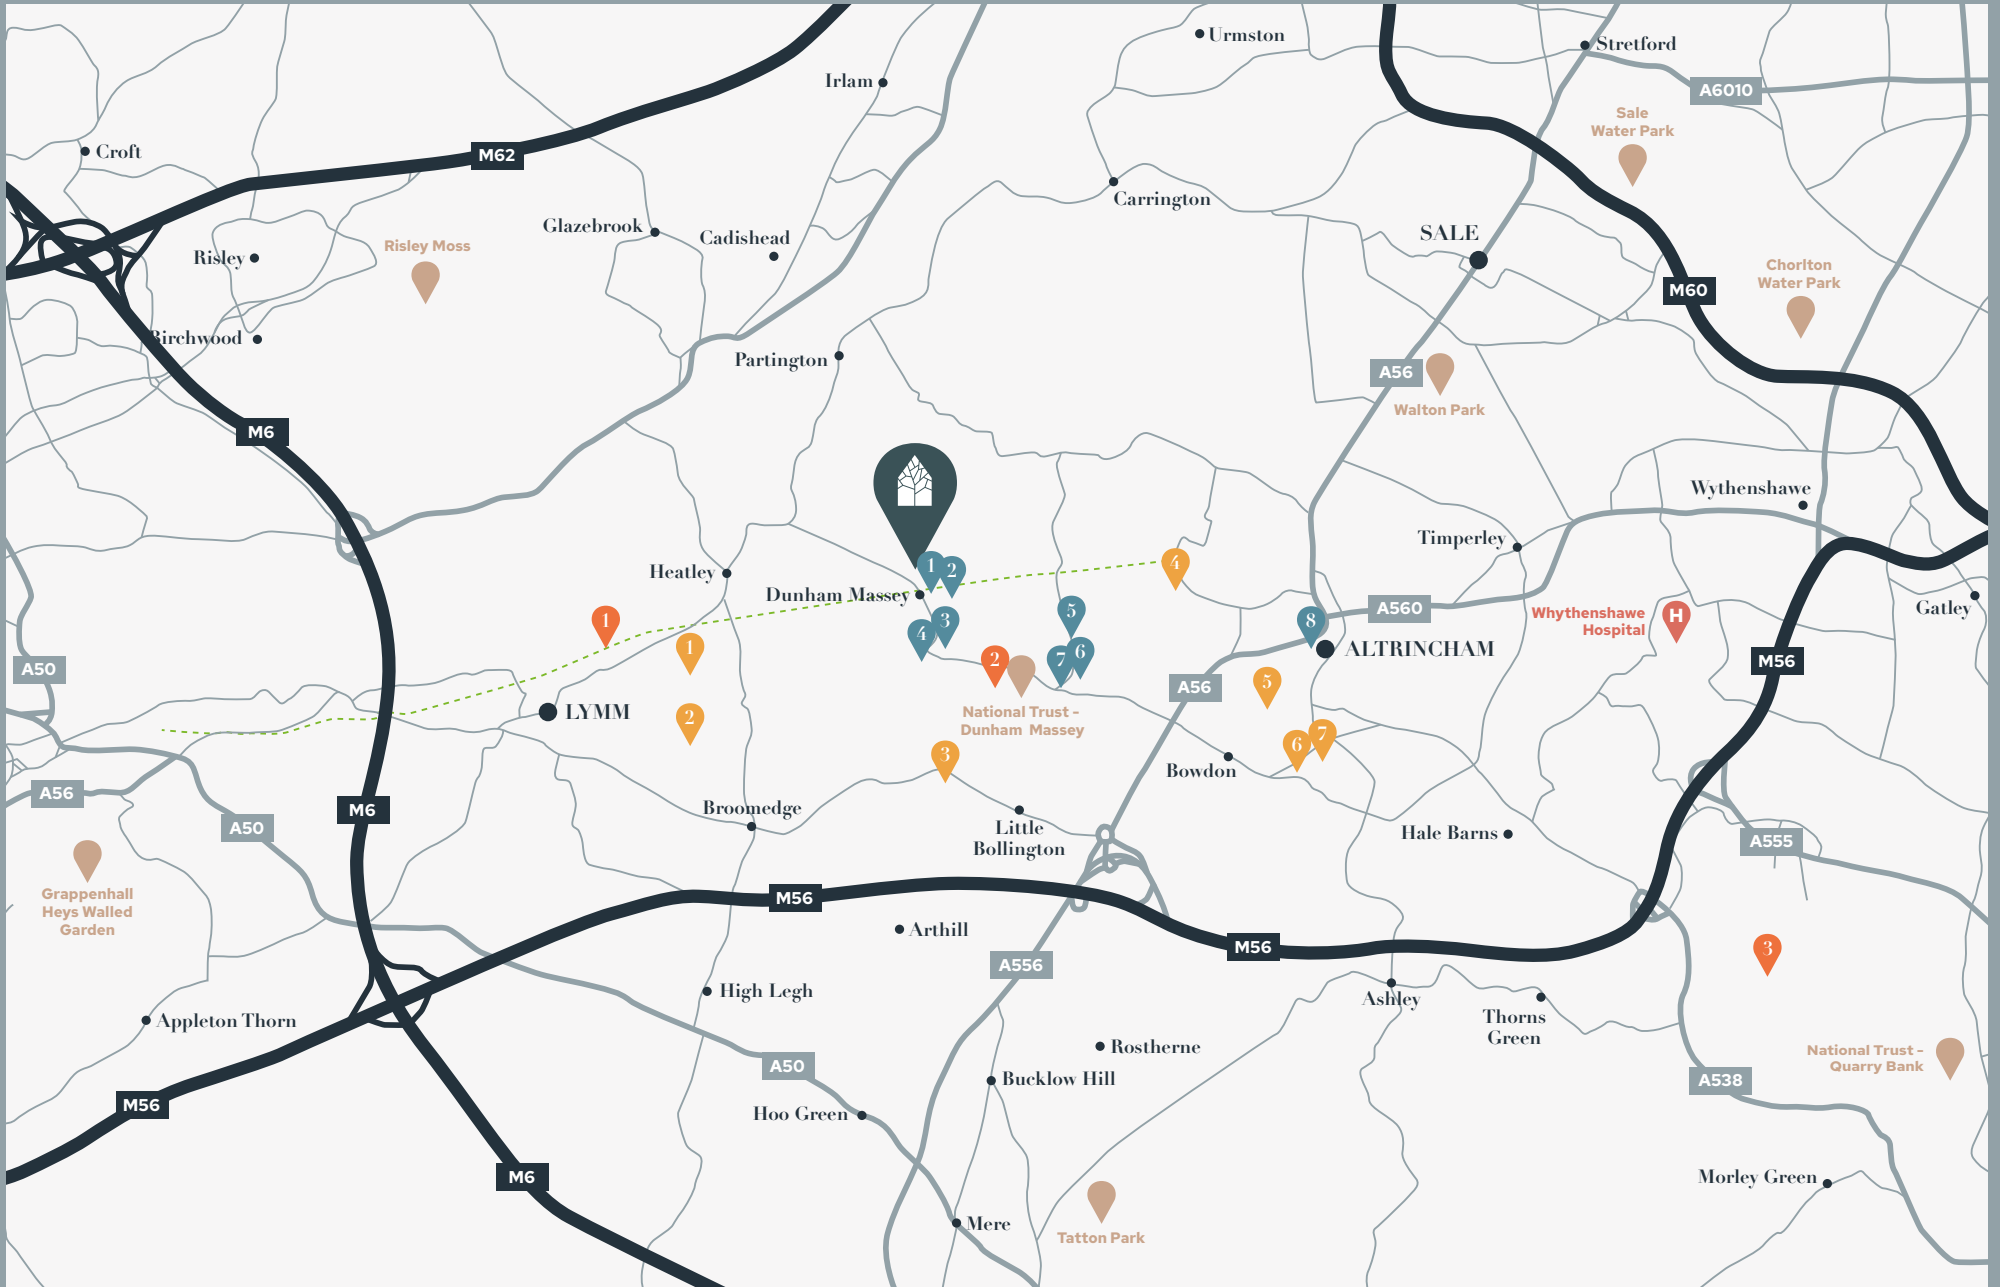 Urmston
Stretford
Irlam
A6010
Sale
Water Park
Croft
M62
Carrington
Glazebrook
Cadishead
SALE
Risley Moss
Risley
Chorlton
Water Park
M60
Birchwood
Partington
A56
Walton Park
M6
Wythenshawe
Timperley
Heatley
1
2
4
Dunham Massey
A560
Gatley
1
3
4
5
8
Whythenshawe
Hospital
H
1
2
7
6
ALTRINCHAM
A50
M56
A56
5
LYMM
2
National Trust -
Dunham Massey
6
7
3
Bowdon
A56
M6
Broomedge
A50
Little
Bollington
Hale Barns
A555
Grappenhall
Heys Walled
Garden
M56
Arthill
M56
3
A556
High Legh
Ashley
Thorns
Green
Appleton Thorn
Rostherne
National Trust -
Quarry Bank
A50
Bucklow Hill
A538
M56
Hoo Green
M6
Morley Green
Mere
Tatton Park